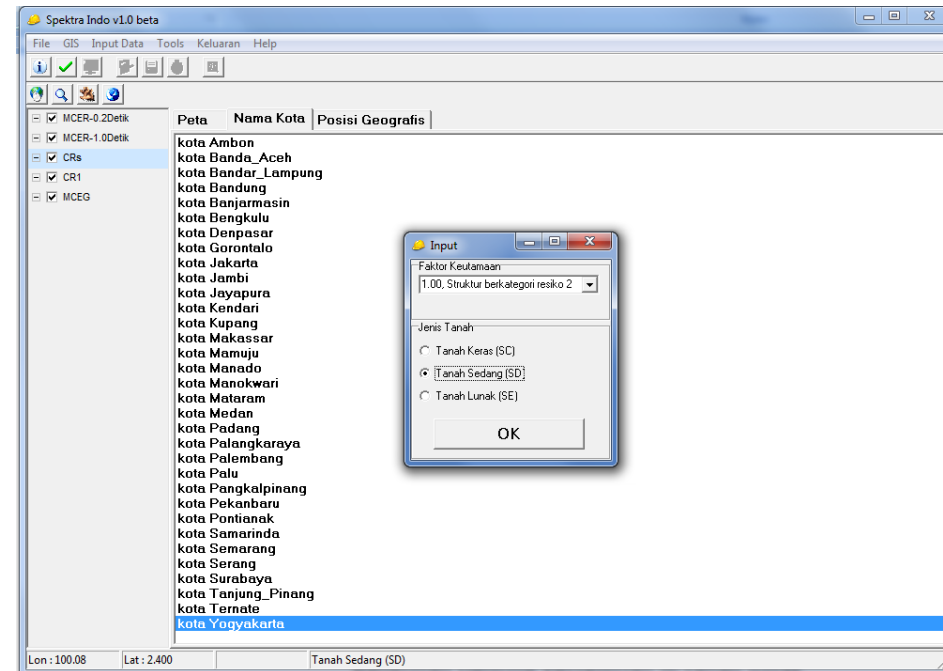 Spektra Indo v1.0 beta
File GIS Input Data Tools Keluaran Help
MCER-0.2Detik
MCER-1.0Detik
CRs
CR1
MCEG
Peta Nama Kota Posisi Geografis
kota Ambon
kota Banda_Aceh
kota Bandar_Lampung
kota Bandung
kota Banjarmasin
kota Bengkulu
kota Denpasar
kota Gorontalo
kota Jakarta
kota Jambi
kota Jayapura
kota Kendari
kota Kupang
kota Makassar
kota Mamuju
kota Manado
kota Manokwari
kota Mataram
kota Medan
kota Padang
kota Palangkaraya
kota Palembang
kota Palu
kota Pangkalpinang
kota Pekanbaru
kota Pontianak
kota Samarinda
kota Semarang
kota Serang
kota Surabaya
kota Tanjung_Pinang
kota Ternate
kota Yogyakarta
Input
Faktor Keutamaan
1.00, Struktur berkategori resiko 2
Jenis Tanah
Tanah Keras (SC)
Tanah Sedang (SD)
Tanah Lunak (SE)
OK
Lon : 100.08 Lat : 2.400 Tanah Sedang (SD)